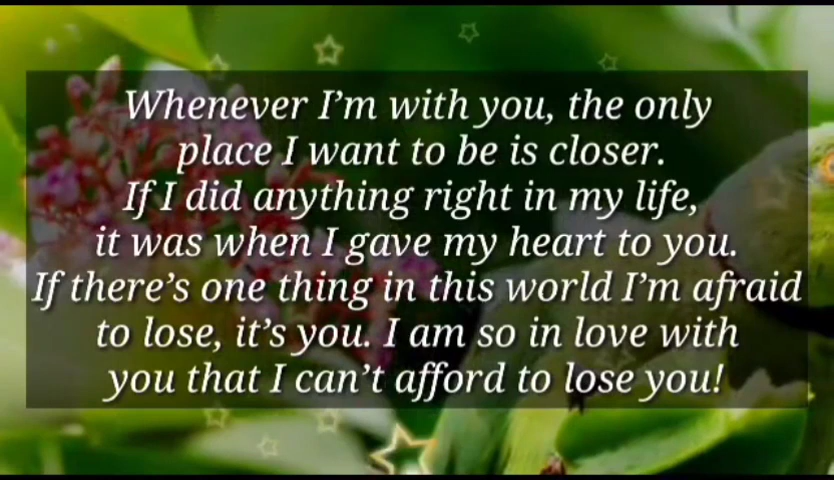 Whenever I’m with you, the only
place I want to be is closer.
If I did anything right in my life,
it was when I gave my heart to you.
If there’s one thing in this world I’m afraid
to lose, it’s you. I am so in love with
you that I can’t afford to lose you!